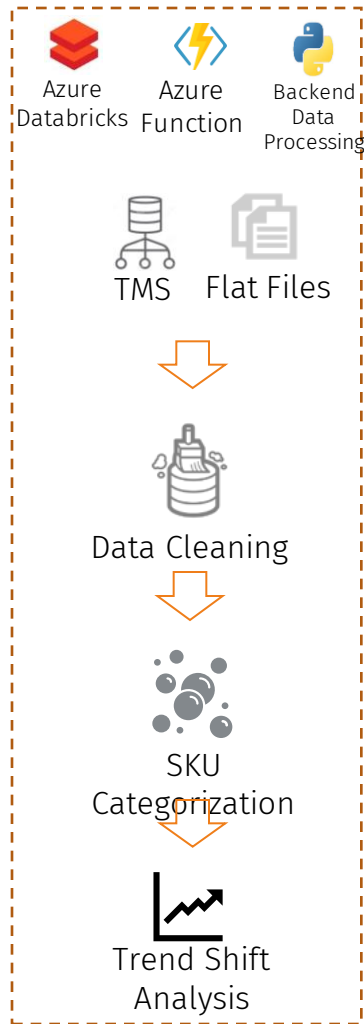 Azure
Databricks
Azure
Function
Backend
Data
Processing
TMS
Flat Files
Data Cleaning
SKU
Categorization
Trend Shift
Analysis